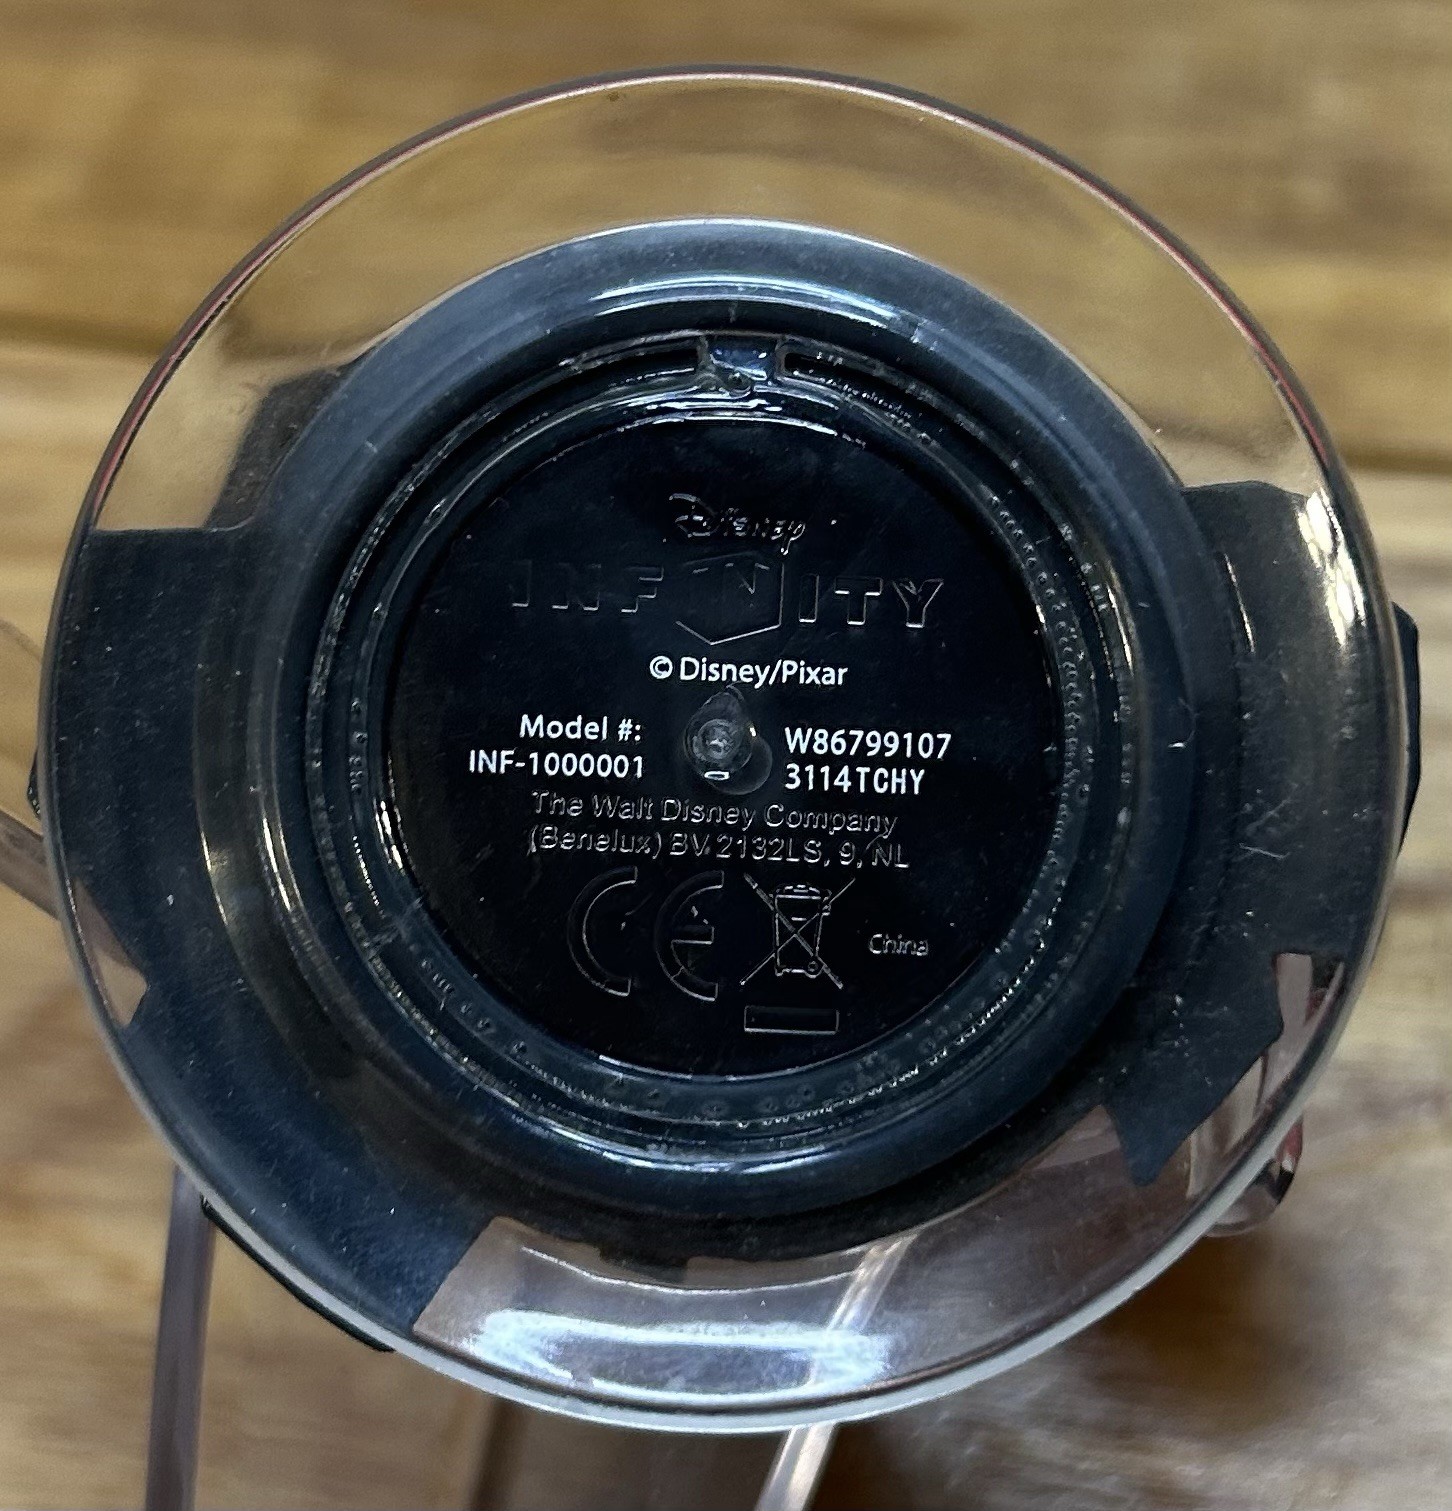 Disney
INFINITY
© Disney/Pixar
Model #:
INF-1000001
W86799107
3114TCHY
The Walt Disney Company
(Benelux) BV. 2132LS, 9, NL
CE
China